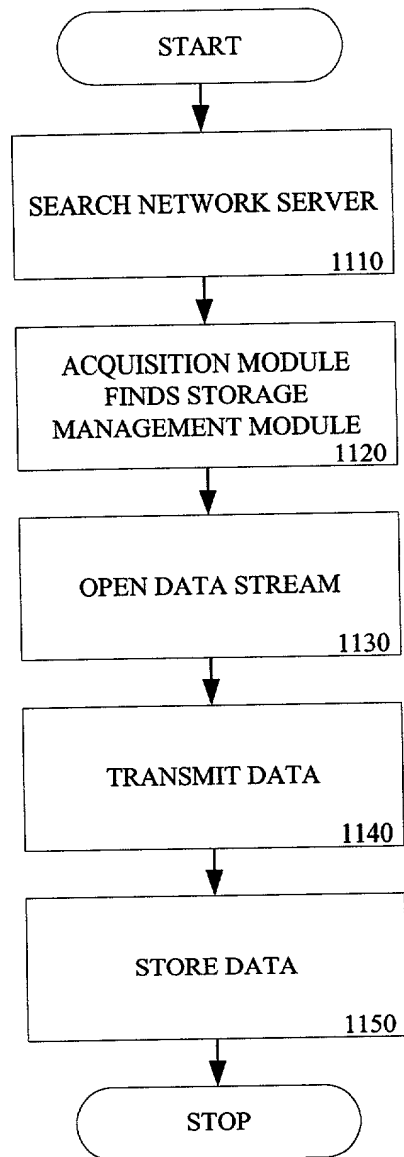 START
SEARCH NETWORK SERVER
1110
ACQUISITION MODULE
FINDS STORAGE
MANAGEMENT MODULE
1120
OPEN DATA STREAM
1130
TRANSMIT DATA
1140
STORE DATA
1150
STOP